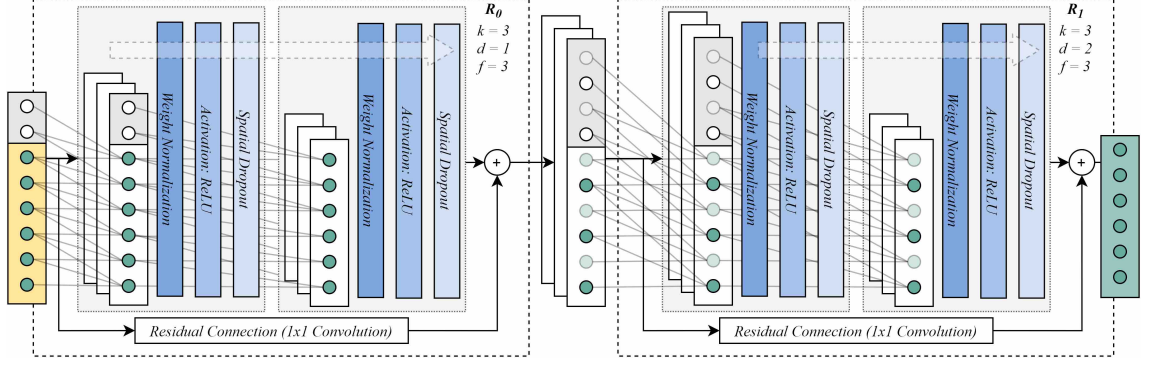 Weight Normalization
Activation: ReLU
Spatial Dropout
Weight Normalization
Activation: ReLU
Spatial Dropout
R0
k = 3
d = 1
f = 3
+
Residual Connection (1x1 Convolution)
Weight Normalization
Activation: ReLU
Spatial Dropout
Weight Normalization
Activation: ReLU
Spatial Dropout
R1
k = 3
d = 2
f = 3
+
Residual Connection (1x1 Convolution)